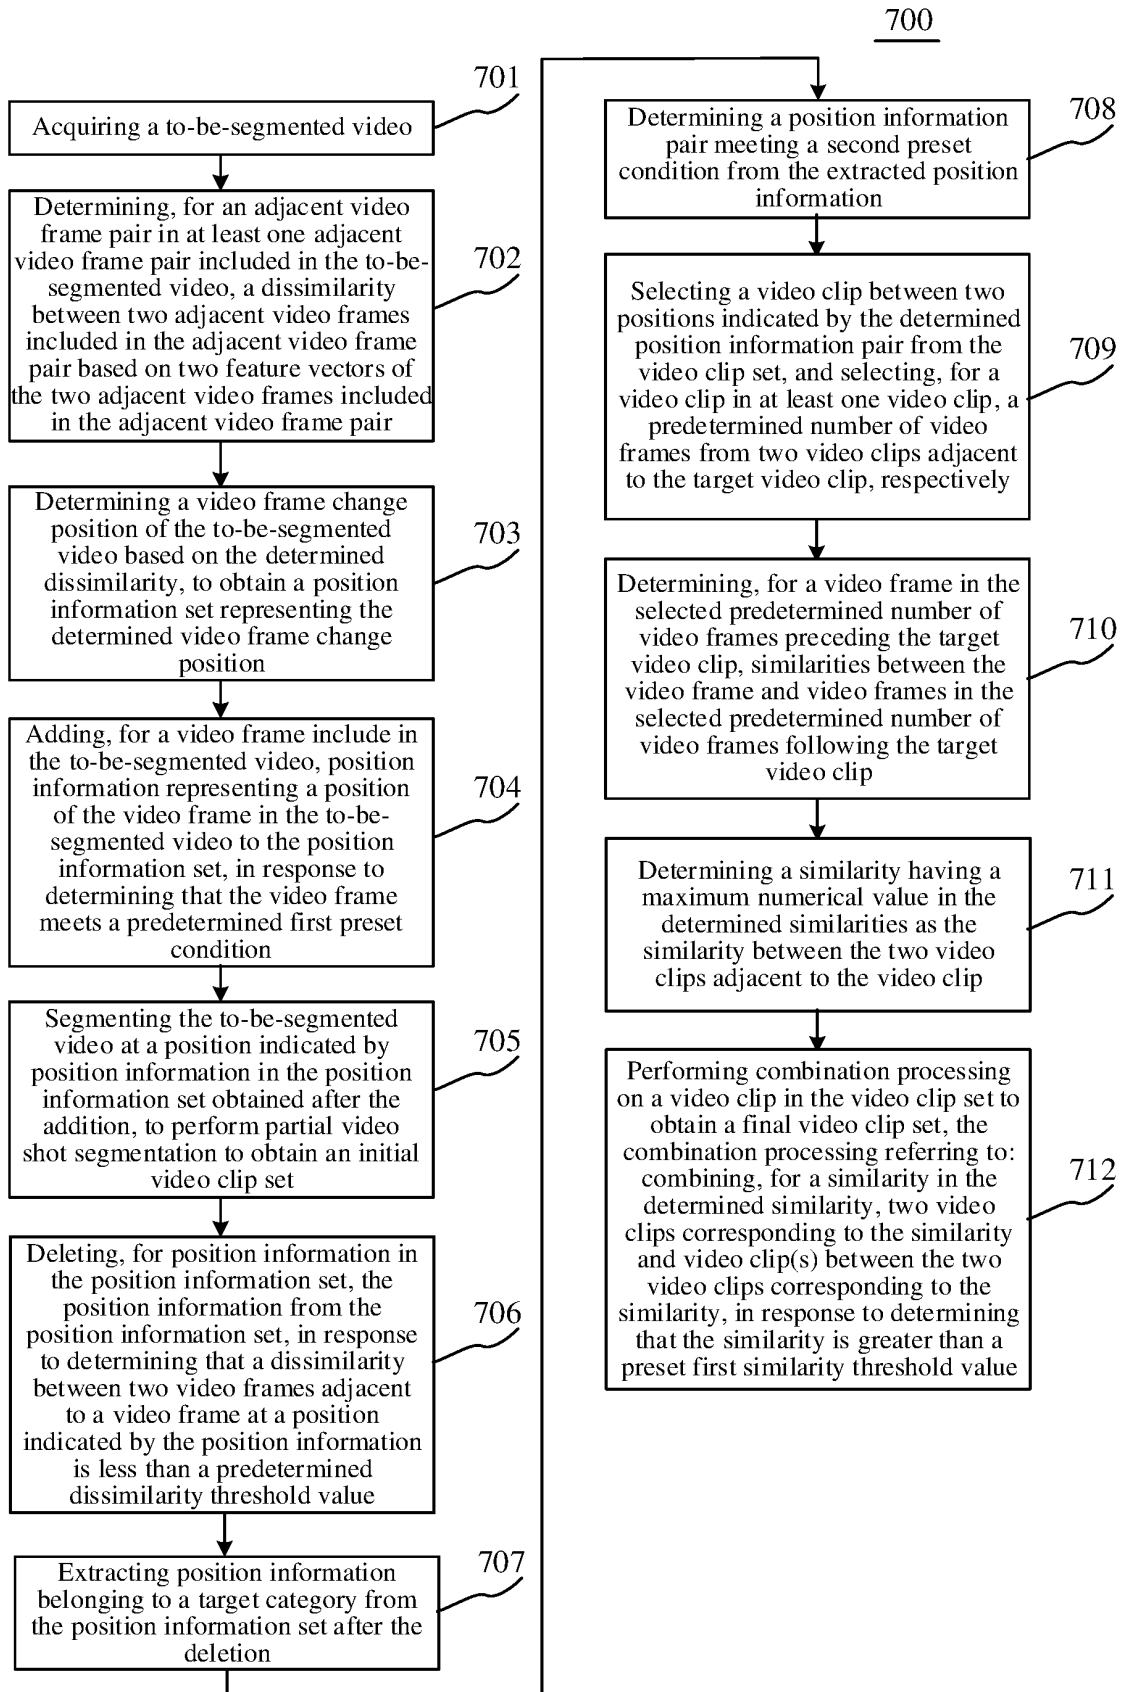 700
701
Acquiring a to-be-segmented video
Determining, for an adjacent video
frame pair in at least one adjacent
video frame pair included in the to-be-
segmented video, a dissimilarity
between two adjacent video frames
included in the adjacent video frame
pair based on two feature vectors of
the two adjacent video frames included
in the adjacent video frame pair
702
Determining a video frame change
position of the to-be-segmented
video based on the determined
dissimilarity, to obtain a position
information set representing the
determined video frame change
position
703
Adding, for a video frame include in
the to-be-segmented video, position
information representing a position
of the video frame in the to-be-
segmented video to the position
information set, in response to
determining that the video frame
meets a predetermined first preset
condition
704
Segmenting the to-be-segmented
video at a position indicated by
position information in the position
information set obtained after the
addition, to perform partial video
shot segmentation to obtain an initial
video clip set
705
Deleting, for position information in
the position information set, the
position information from the
position information set, in response
to determining that a dissimilarity
between two video frames adjacent
to a video frame at a position
indicated by the position information
is less than a predetermined
dissimilarity threshold value
706
Extracting position information
belonging to a target category from
the position information set after the
deletion
707
Determining a position information
pair meeting a second preset
condition from the extracted position
information
708
Selecting a video clip between two
positions indicated by the determined
position information pair from the
video clip set, and selecting, for a
video clip in at least one video clip, a
predetermined number of video
frames from two video clips adjacent
to the target video clip, respectively
709
Determining, for a video frame in the
selected predetermined number of
video frames preceding the target
video clip, similarities between the
video frame and video frames in the
selected predetermined number of
video frames following the target
video clip
710
Determining a similarity having a
maximum numerical value in the
determined similarities as the
similarity between the two video
clips adjacent to the video clip
711
Performing combination processing
on a video clip in the video clip set to
obtain a final video clip set, the
combination processing referring to:
combining, for a similarity in the
determined similarity, two video
clips corresponding to the similarity
and video clip(s) between the two
video clips corresponding to the
similarity, in response to determining
that the similarity is greater than a
preset first similarity threshold value
712